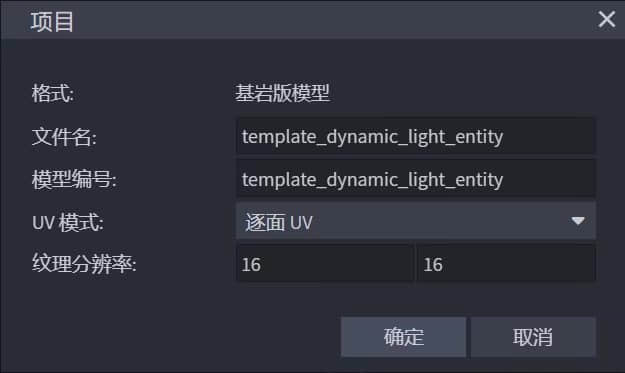 项目
格式: 基岩版模型
文件名: template_dynamic_light_entity
模型编号: template_dynamic_light_entity
UV 模式: 逐面 UV
纹理分辨率: 16 16
确定 取消